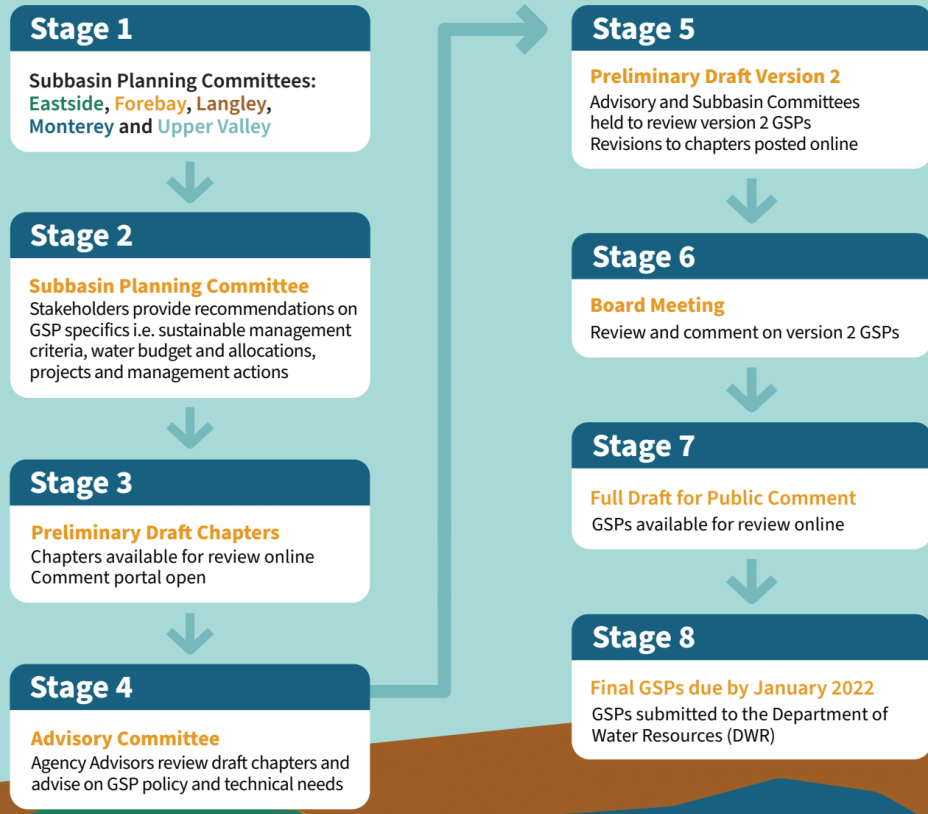 Stage 1
Subbasin Planning Committees:
Eastside, Forebay, Langley,
Monterey and Upper Valley
Stage 2
Subbasin Planning Committee
Stakeholders provide recommendations on
GSP specifics i.e. sustainable management
criteria, water budget and allocations,
projects and management actions
Stage 3
Preliminary Draft Chapters
Chapters available for review online
Comment portal open
Stage 4
Advisory Committee
Agency Advisors review draft chapters and
advise on GSP policy and technical needs
Stage 5
Preliminary Draft Version 2
Advisory and Subbasin Committees
held to review version 2 GSPs
Revisions to chapters posted online
Stage 6
Board Meeting
Review and comment on version 2 GSPs
Stage 7
Full Draft for Public Comment
GSPs available for review online
Stage 8
Final GSPs due by January 2022
GSPs submitted to the Department of
Water Resources (DWR)